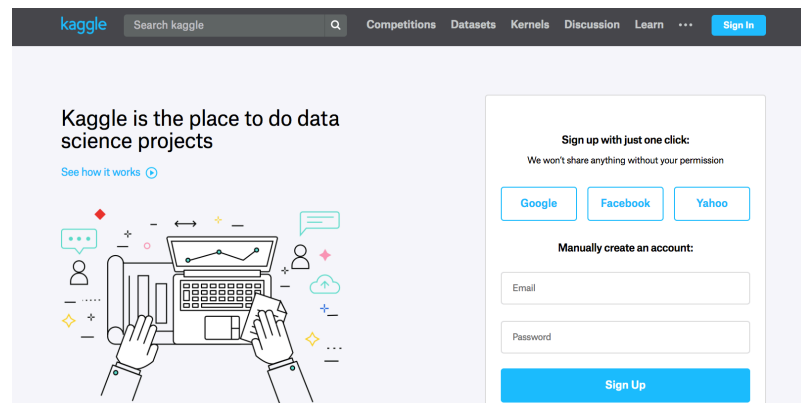 kaggle
Search kaggle
Competitions Datasets Kernels Discussion Learn ••• Sign In
Kaggle is the place to do data
science projects
See how it works
Sign up with just one click:
We won't share anything without your permission
Google Facebook Yahoo
Manually create an account:
Email
Password
Sign Up